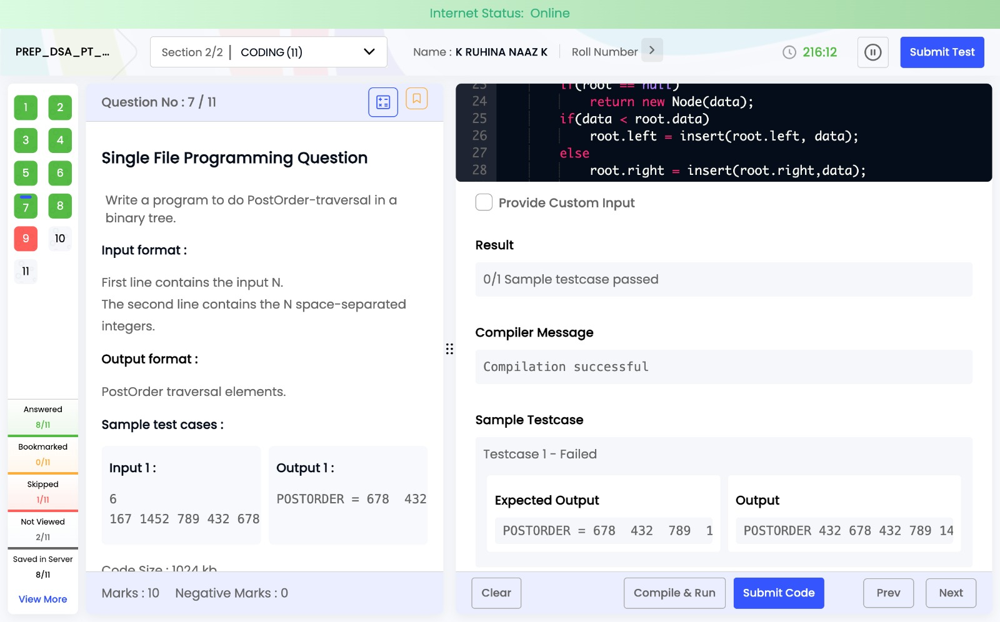 Internet Status: Online
PREP_DSA_PT_...
Section 2/2 | CODING (11)
Name : K RUHINA NAAZ K
Roll Number
216:12
Submit Test
1
2
3
4
5
6
7
8
9
10
11
Answered
8/11
Bookmarked
0/11
Skipped
1/11
Not Viewed
2/11
Saved in Server
8/11
View More
Question No : 7 / 11
Single File Programming Question
Write a program to do PostOrder-traversal in a
binary tree.
Input format :
First line contains the input N.
The second line contains the N space-separated
integers.
Output format :
PostOrder traversal elements.
Sample test cases :
Input 1 :
6
167 1452 789 432 678
Output 1 :
POSTORDER = 678  432
Code Size : 1024 kb
Marks : 10
Negative Marks : 0
23 if(root == null)
24 return new Node(data);
25 if(data < root.data)
26 root.left = insert(root.left, data);
27 else
28 root.right = insert(root.right,data);
Provide Custom Input
Result
0/1 Sample testcase passed
Compiler Message
Compilation successful
Sample Testcase
Testcase 1 - Failed
Expected Output
POSTORDER = 678  432  789  1
Output
POSTORDER 432 678 432 789 14
Clear
Compile & Run
Submit Code
Prev
Next